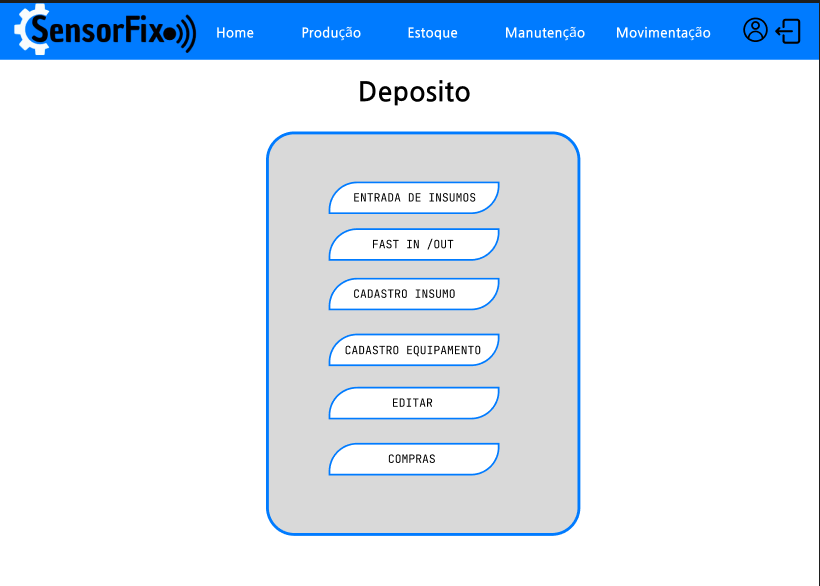 SensorFix
Home Produção Estoque Manutenção Movimentação
Deposito
ENTRADA DE INSUMOS
FAST IN /OUT
CADASTRO INSUMO
CADASTRO EQUIPAMENTO
EDITAR
COMPRAS